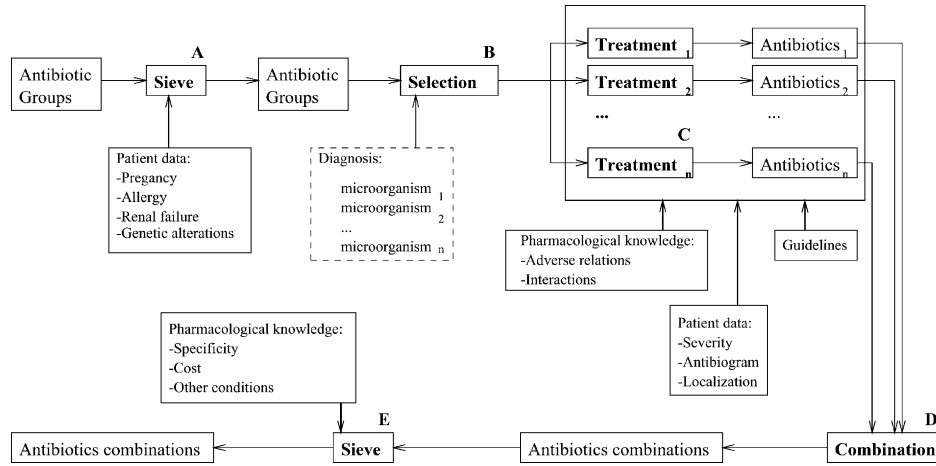 A
B
Antibiotic
Groups
Sieve
Antibiotic
Groups
Selection
Treatment 1
Antibiotics 1
Treatment 2
Antibiotics 2
...
...
C
Treatment n
Antibiotics n
Patient data:
-Pregancy
-Allergy
-Renal failure
-Genetic alterations
Diagnosis:
microorganism 1
microorganism 2
...
microorganism n
Pharmacological knowledge:
-Adverse relations
-Interactions
Guidelines
Patient data:
-Severity
-Antibiogram
-Localization
Pharmacological knowledge:
-Specificity
-Cost
-Other conditions
E
D
Antibiotics combinations
Sieve
Antibiotics combinations
Combination